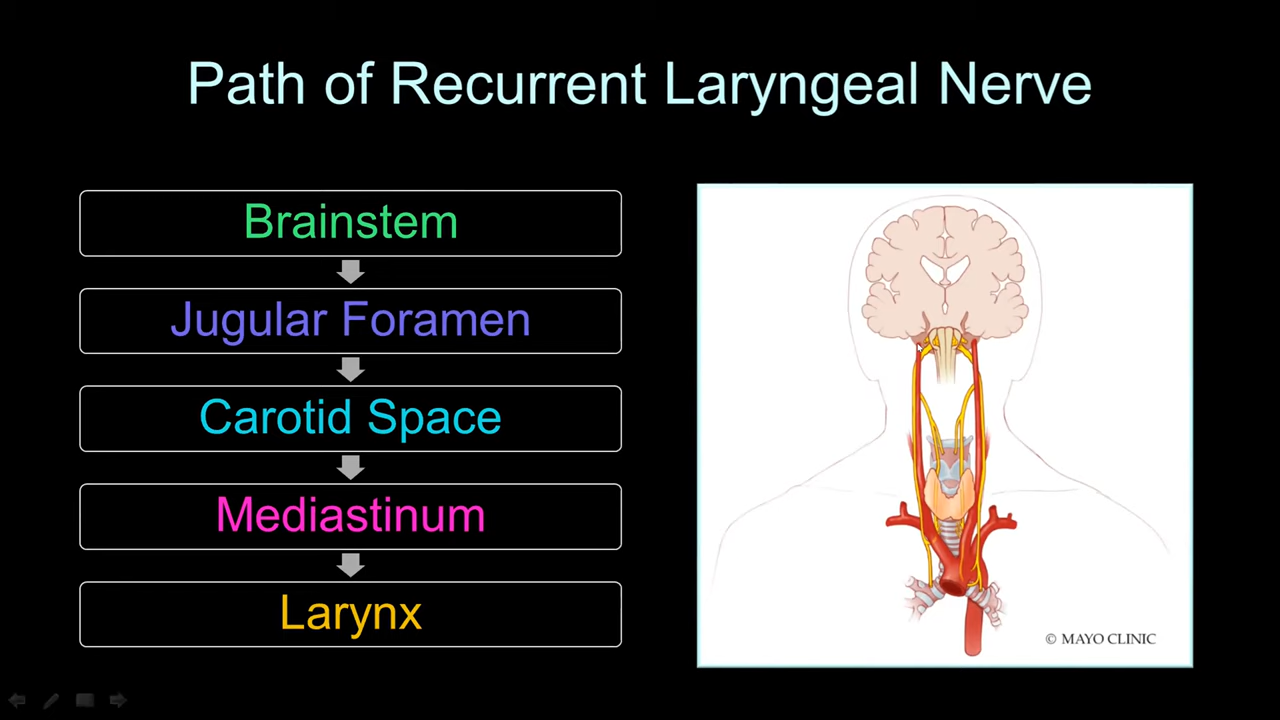 Path of Recurrent Laryngeal Nerve
Brainstem
Jugular Foramen
Carotid Space
Mediastinum
Larynx
© MAYO CLINIC